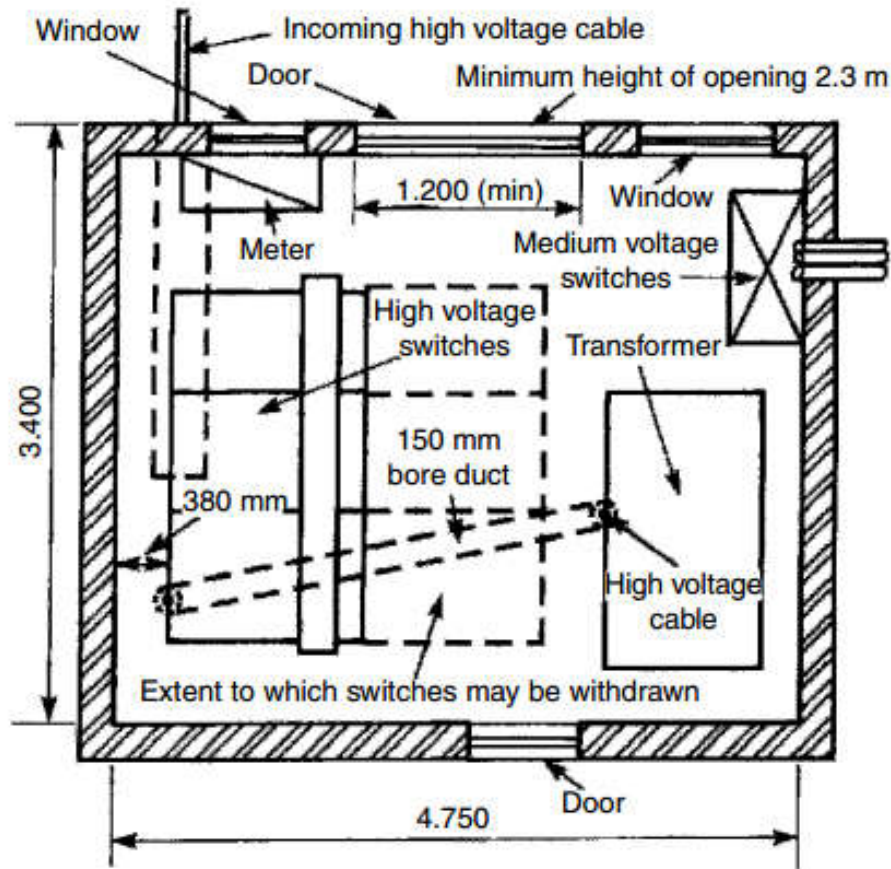 Window
Incoming high voltage cable
Door
Minimum height of opening 2.3 m
1.200 (min)
Window
Meter
Medium voltage
switches
High voltage
switches
Transformer
3.400
150 mm
bore duct
380 mm
High voltage
cable
Extent to which switches may be withdrawn
Door
4.750